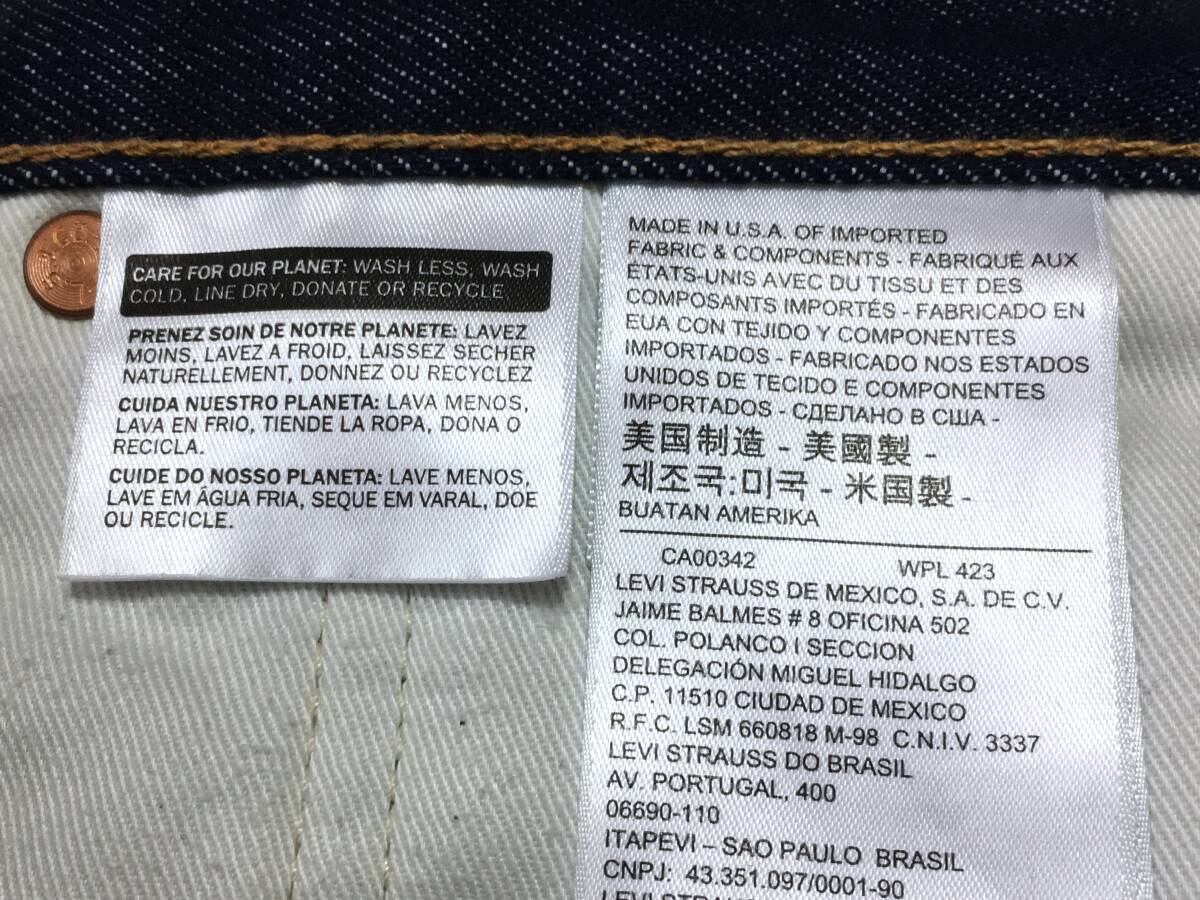 CARE FOR OUR PLANET: WASH LESS, WASH
COLD, LINE DRY, DONATE OR RECYCLE
PRENEZ SOIN DE NOTRE PLANETE: LAVEZ
MOINS, LAVEZ A FROID, LAISSEZ SECHER
NATURELLEMENT, DONNEZ OU RECYCLEZ
CUIDA NUESTRO PLANETA: LAVA MENOS,
LAVA EN FRIO, TIENDE LA ROPA, DONA O
RECICLA.
CUIDE DO NOSSO PLANETA: LAVE MENOS,
LAVE EM ÁGUA FRIA, SEQUE EM VARAL, DOE
OU RECICLE.
MADE IN U.S.A. OF IMPORTED
FABRIC & COMPONENTS - FABRIQUÉ AUX
ÉTATS-UNIS AVEC DU TISSU ET DES
COMPOSANTS IMPORTÉS - FABRICADO EN
EUA CON TEJIDO Y COMPONENTES
IMPORTADOS - FABRICADO NOS ESTADOS
UNIDOS DE TECIDO E COMPONENTES
IMPORTADOS - СДЕЛАНО В США -
美国制造 - 美國製 -
제조국:미국 - 米国製 -
BUATAN AMERIKA
CA00342 WPL 423
LEVI STRAUSS DE MEXICO, S.A. DE C.V.
JAIME BALMES # 8 OFICINA 502
COL. POLANCO I SECCION
DELEGACIÓN MIGUEL HIDALGO
C.P. 11510 CIUDAD DE MEXICO
R.F.C. LSM 660818 M-98 C.N.I.V. 3337
LEVI STRAUSS DO BRASIL
AV. PORTUGAL, 400
06690-110
ITAPEVI – SAO PAULO BRASIL
CNPJ: 43.351.097/0001-90